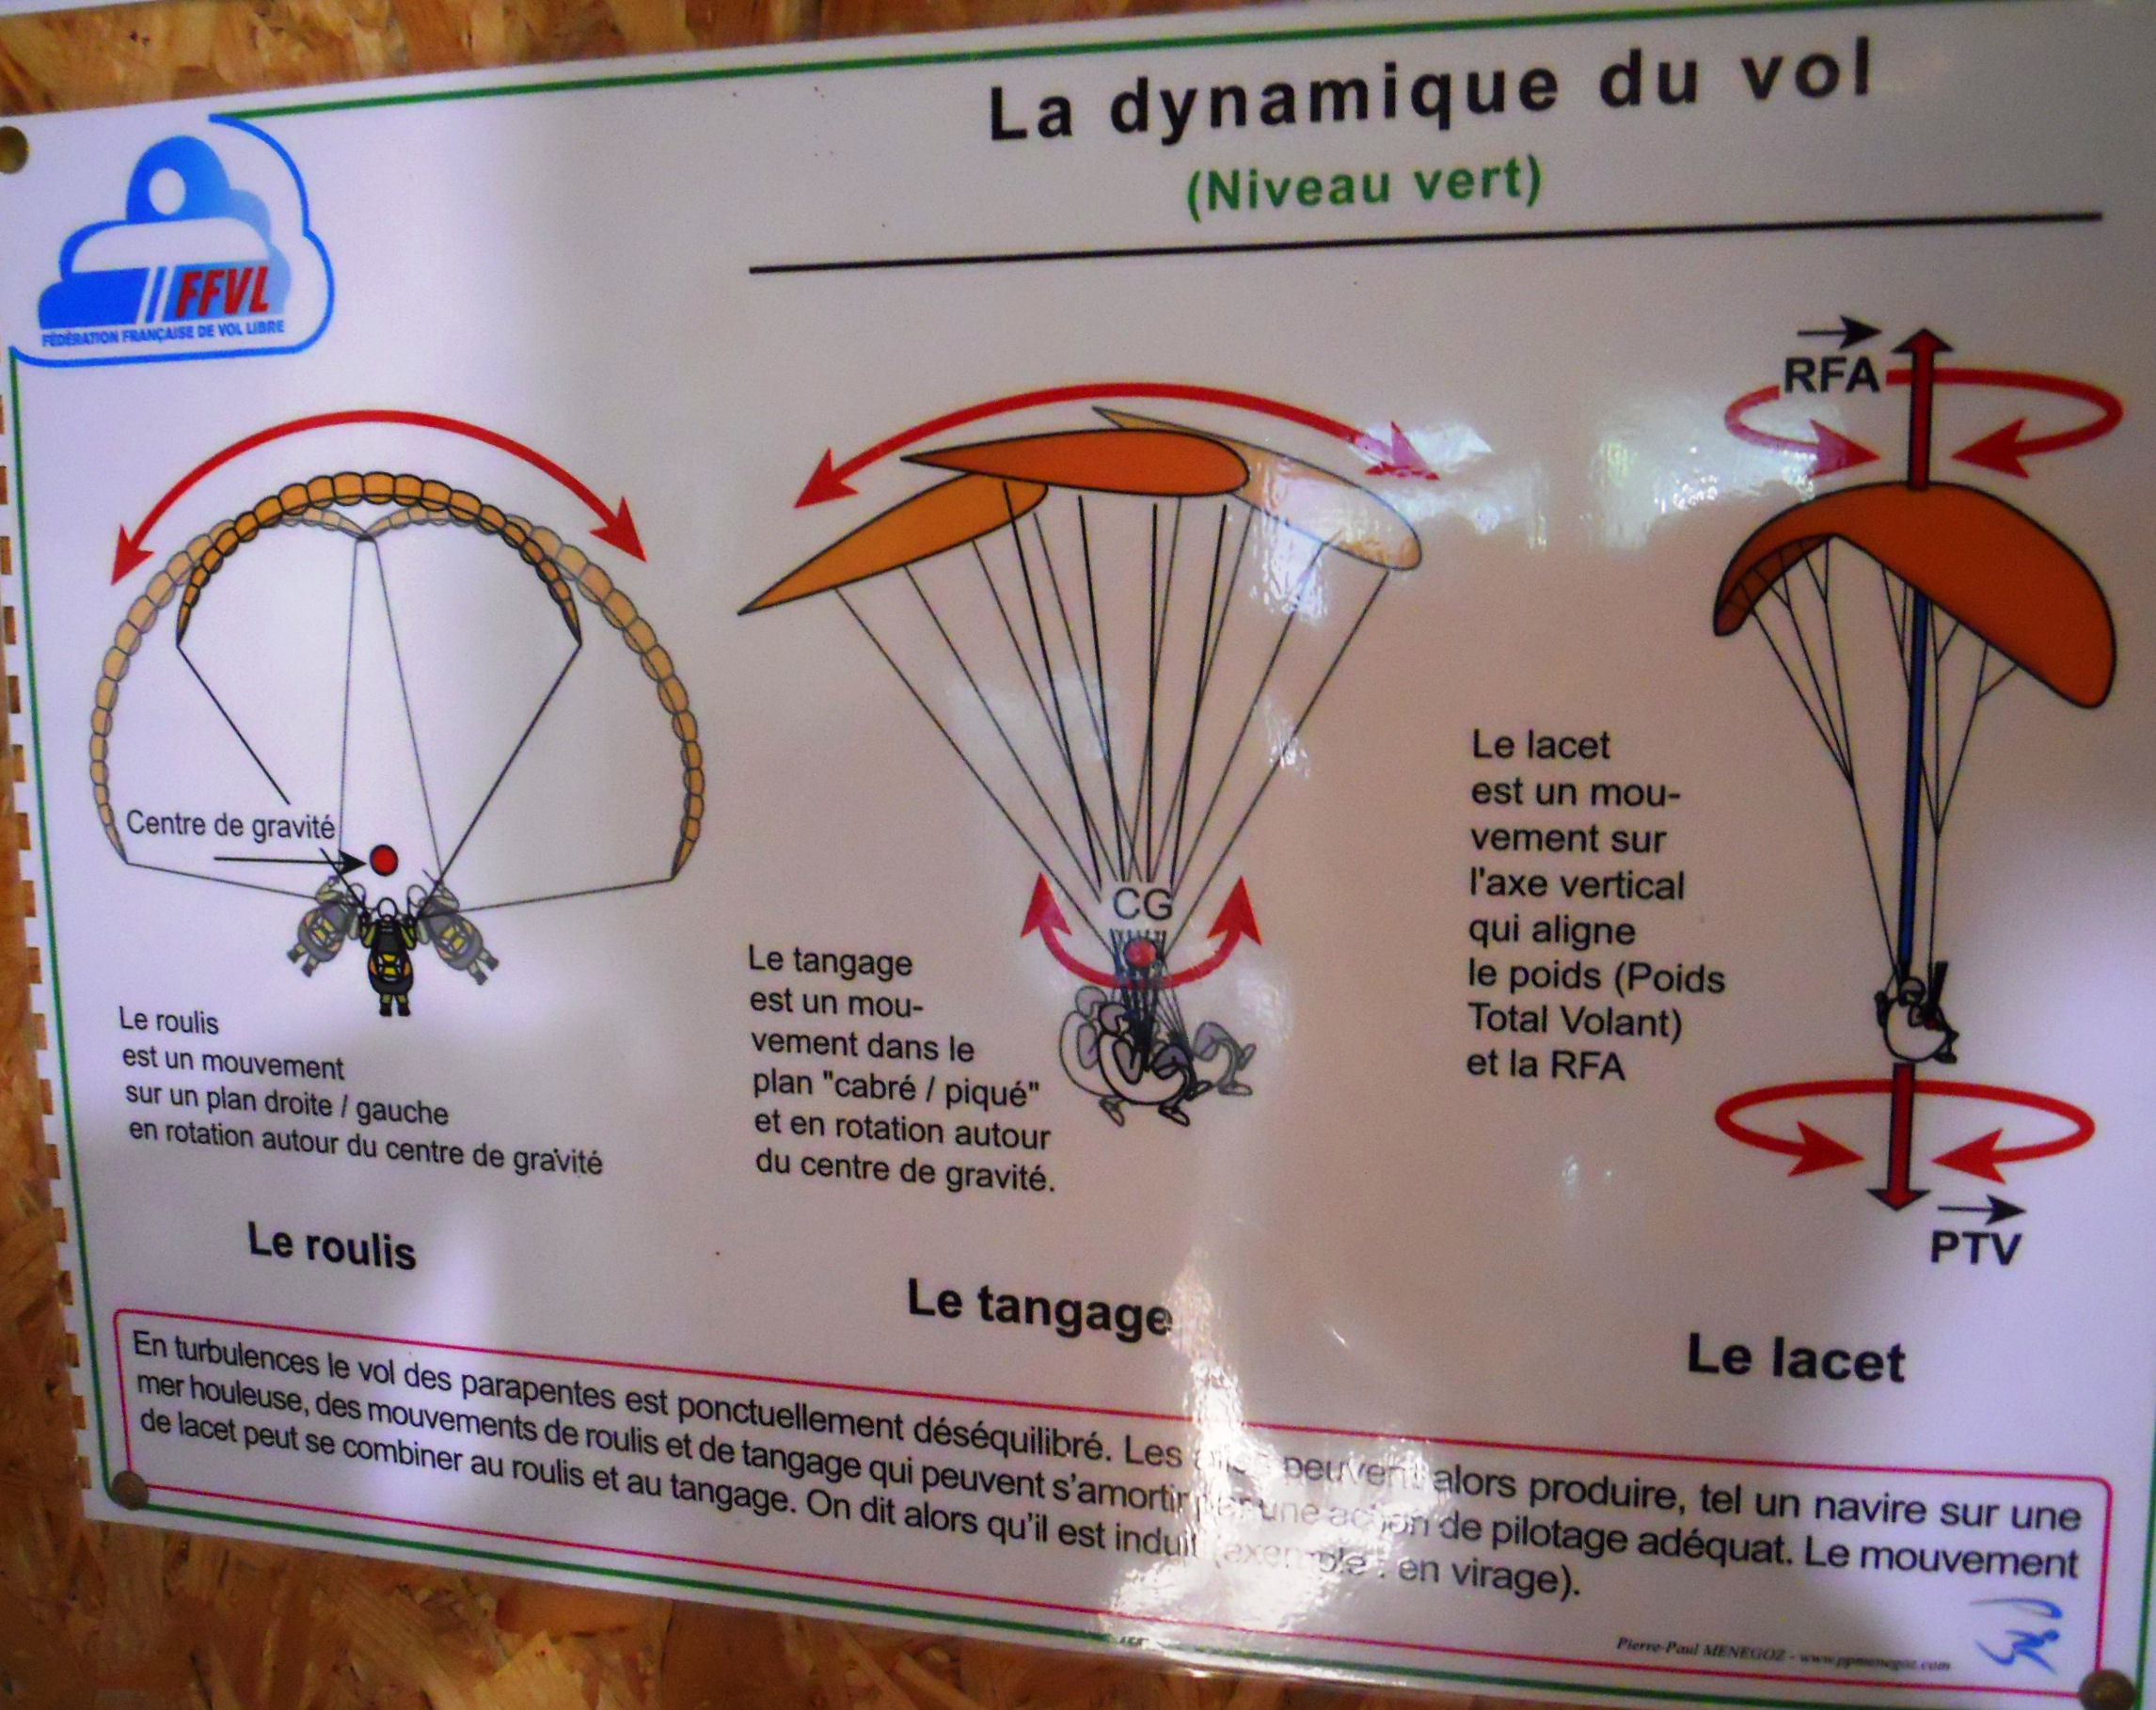 La dynamique du vol
(Niveau vert)
FFVL
FÉDÉRATION FRANÇAISE DE VOL LIBRE
RFA
Centre de gravité
CG
Le roulis
est un mouvement
sur un plan droite / gauche
en rotation autour du centre de gravité
Le tangage
est un mou-
vement dans le
plan "cabré / piqué"
et en rotation autour
du centre de gravité.
Le lacet
est un mou-
vement sur
l'axe vertical
qui aligne
le poids (Poids
Total Volant)
et la RFA
PTV
Le roulis
Le tangage
Le lacet
En turbulences le vol des parapentes est ponctuellement déséquilibré. Les peuvent alors produire, tel un navire sur une
mer houleuse, des mouvements de roulis et de tangage qui peuvent s'amortir par une action de pilotage adéquat. Le mouvement
de lacet peut se combiner au roulis et au tangage. On dit alors qu'il est induit (exemple : en virage).
Pierre-Paul MENEGOZ - www.ppmenegoz.com